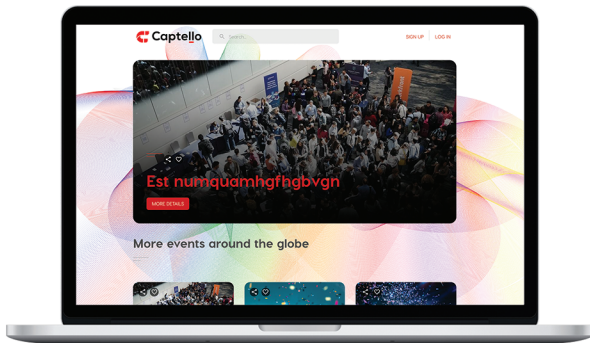 Captello
Search
SIGN UP
LOG IN
Est numquamhgfhgbvgn
MORE DETAILS
More events around the globe